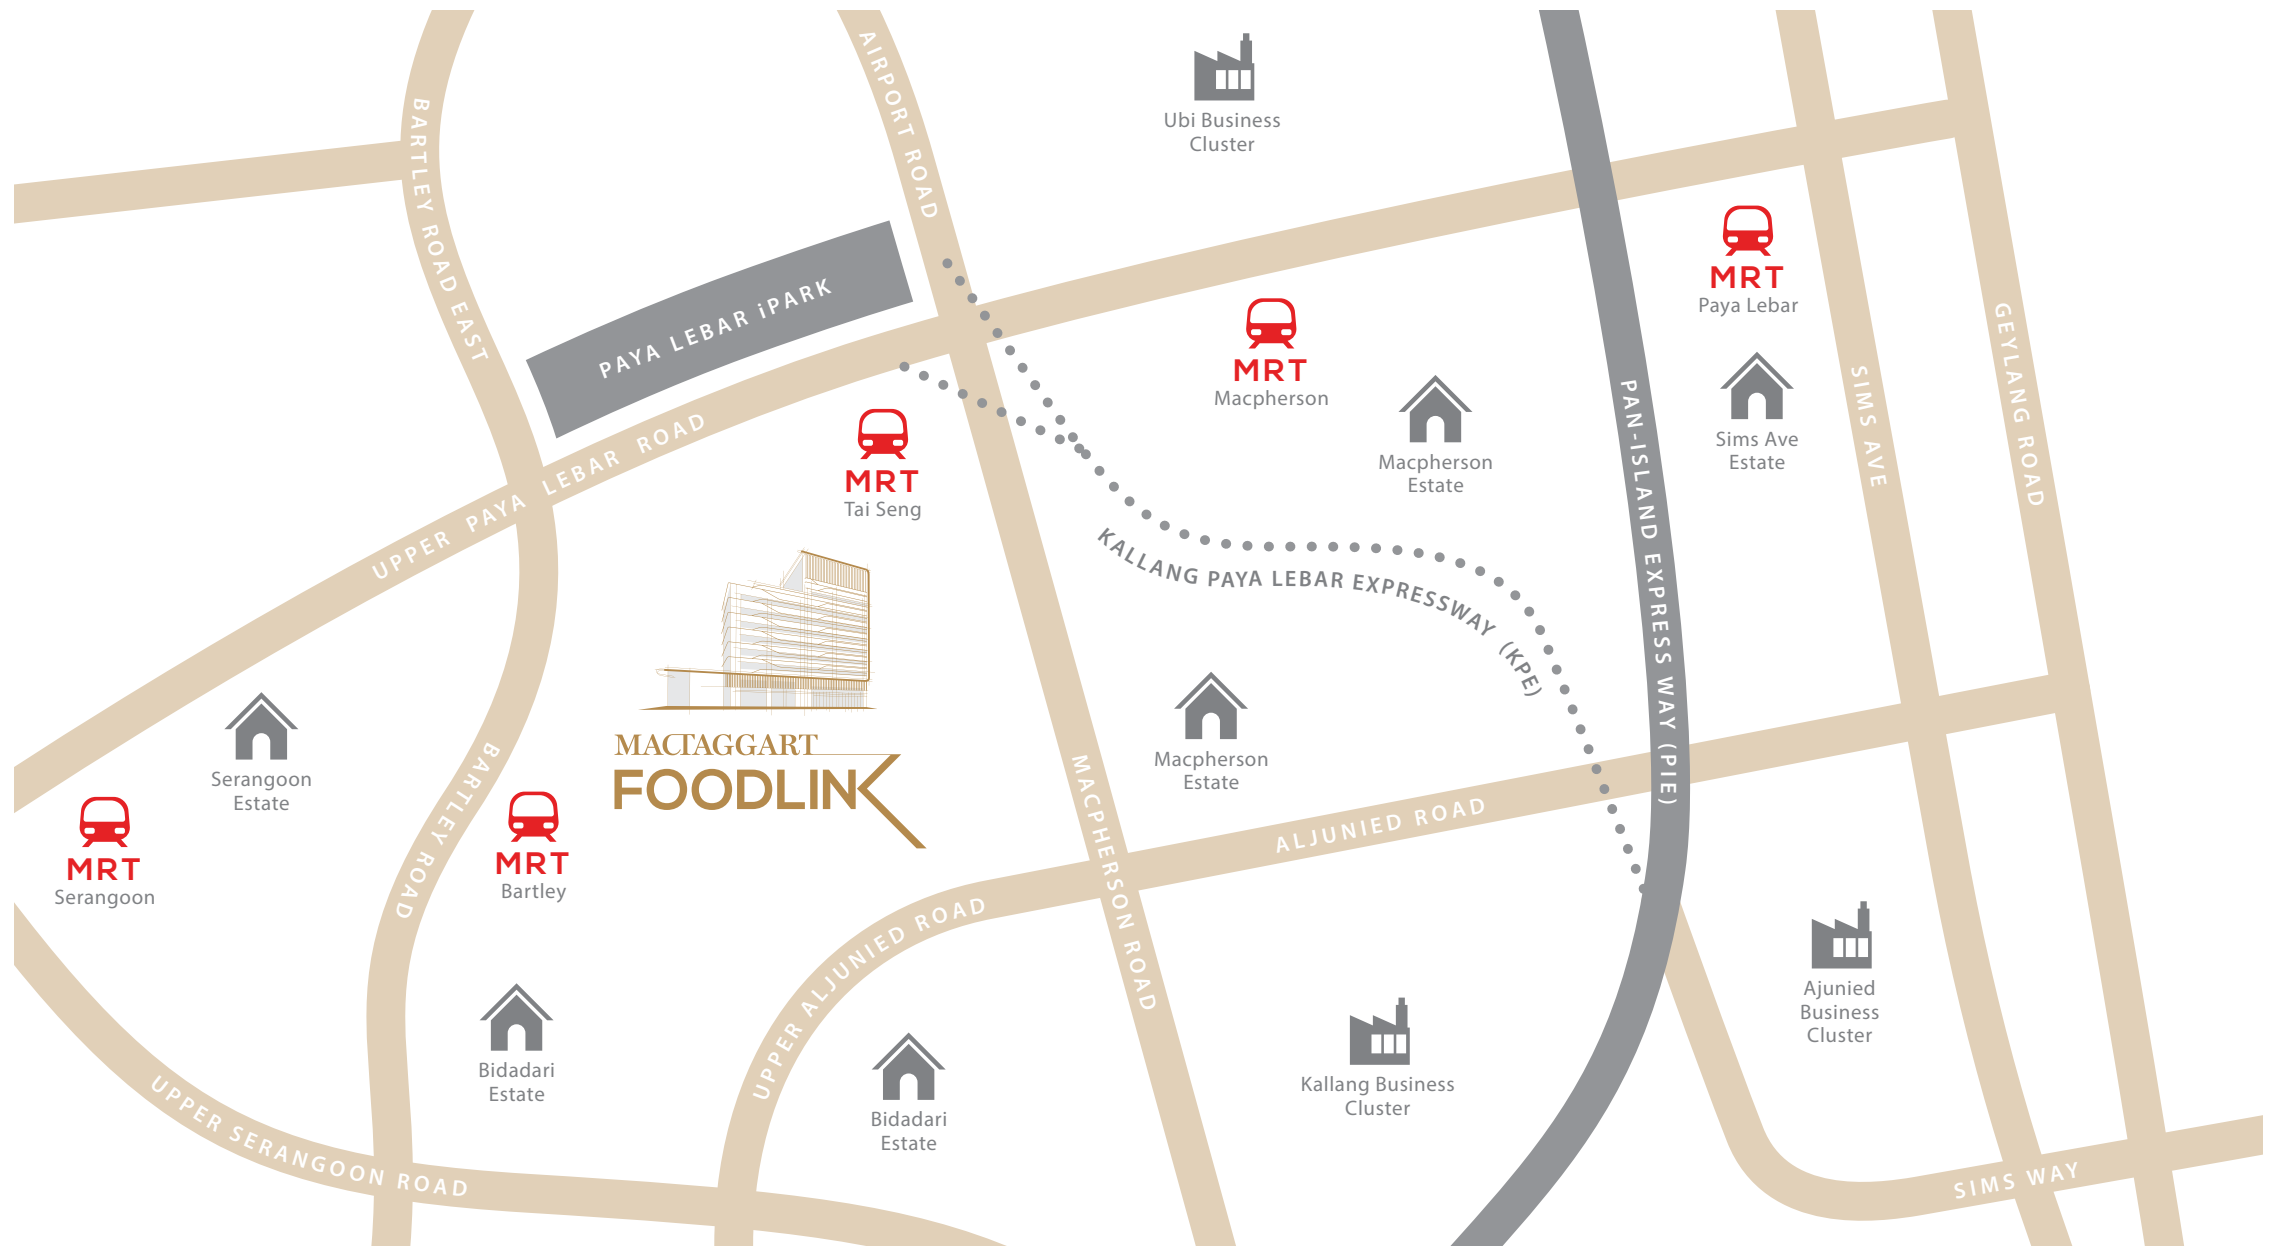 AIRPORT ROAD
Ubi Business
Cluster
BARTLEY ROAD EAST
MRT
Paya Lebar
PAYA LEBAR iPARK
MRT
Macpherson
GEYLANG ROAD
SIMS AVE
PAN-ISLAND EXPRESS WAY (PIE)
Sims Ave
Estate
Macpherson
Estate
UPPER PAYA LEBAR ROAD
MRT
Tai Seng
KALLANG PAYA LEBAR EXPRESSWAY (KPE)
MACTAGGART
FOODLINK
Serangoon
Estate
BARTLEY ROAD
MACPHERSON ROAD
Macpherson
Estate
ALJUNIED ROAD
MRT
Serangoon
MRT
Bartley
UPPER ALJUNIED ROAD
Ajunied
Business
Cluster
Bidadari
Estate
Bidadari
Estate
Kallang Business
Cluster
UPPER SERANGOON ROAD
SIMS WAY